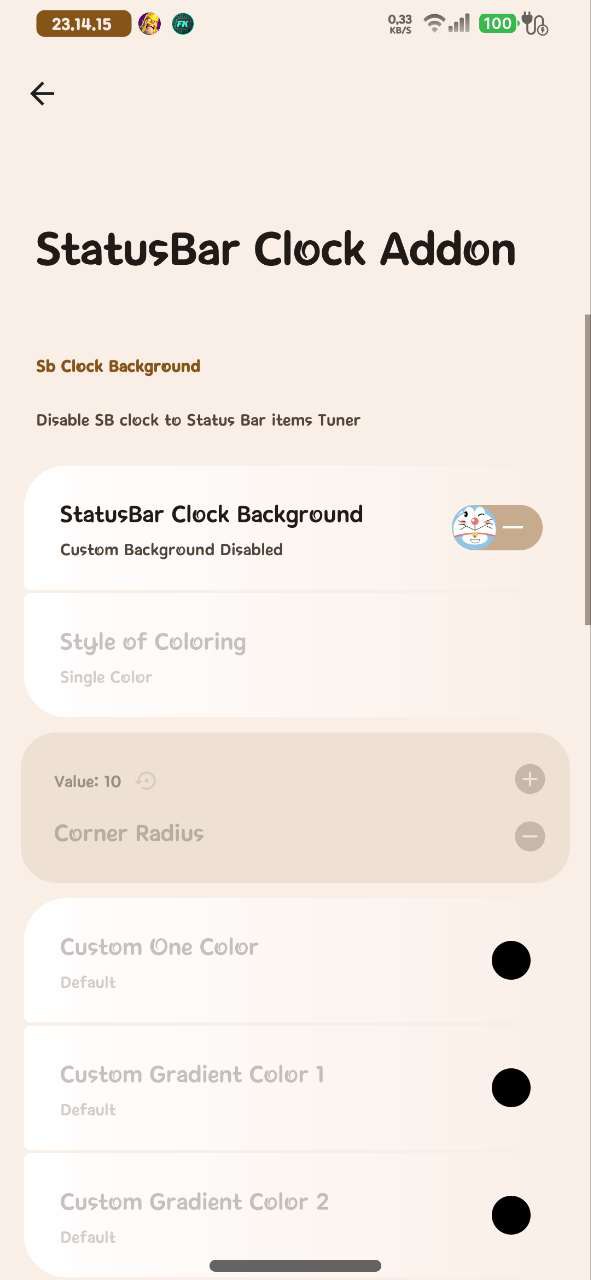 23.14.15 FK 0,33 KB/S 100
StatusBar Clock Addon
Sb Clock Background
Disable SB clock to Status Bar items Tuner
StatusBar Clock Background
Custom Background Disabled
Style of Coloring
Single Color
Value: 10
Corner Radius
Custom One Color
Default
Custom Gradient Color 1
Default
Custom Gradient Color 2
Default